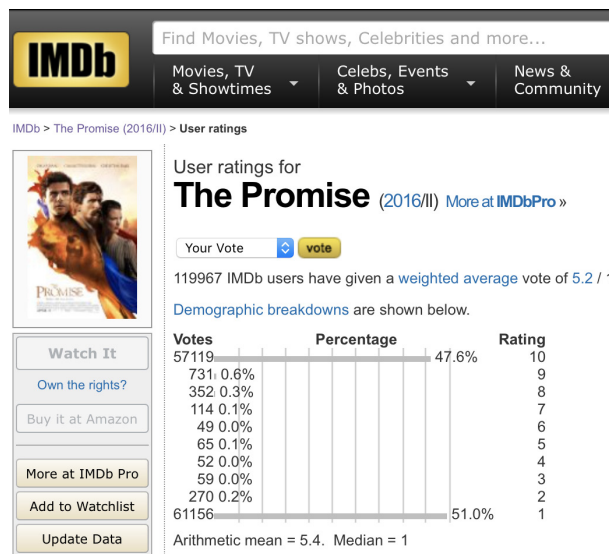 IMDb
Find Movies, TV shows, Celebrities and more...
Movies, TV & Showtimes
Celebs, Events & Photos
News & Community
IMDb > The Promise (2016/II) > User ratings
User ratings for
The Promise (2016/II) More at IMDbPro »
Your Vote vote
119967 IMDb users have given a weighted average vote of 5.2 /
Demographic breakdowns are shown below.
Votes Percentage Rating
57119 47.6% 10
731 0.6% 9
352 0.3% 8
114 0.1% 7
49 0.0% 6
65 0.1% 5
52 0.0% 4
59 0.0% 3
270 0.2% 2
61156 51.0% 1
Arithmetic mean = 5.4. Median = 1
THE PROMISE
Watch It
Own the rights?
Buy it at Amazon
More at IMDb Pro
Add to Watchlist
Update Data